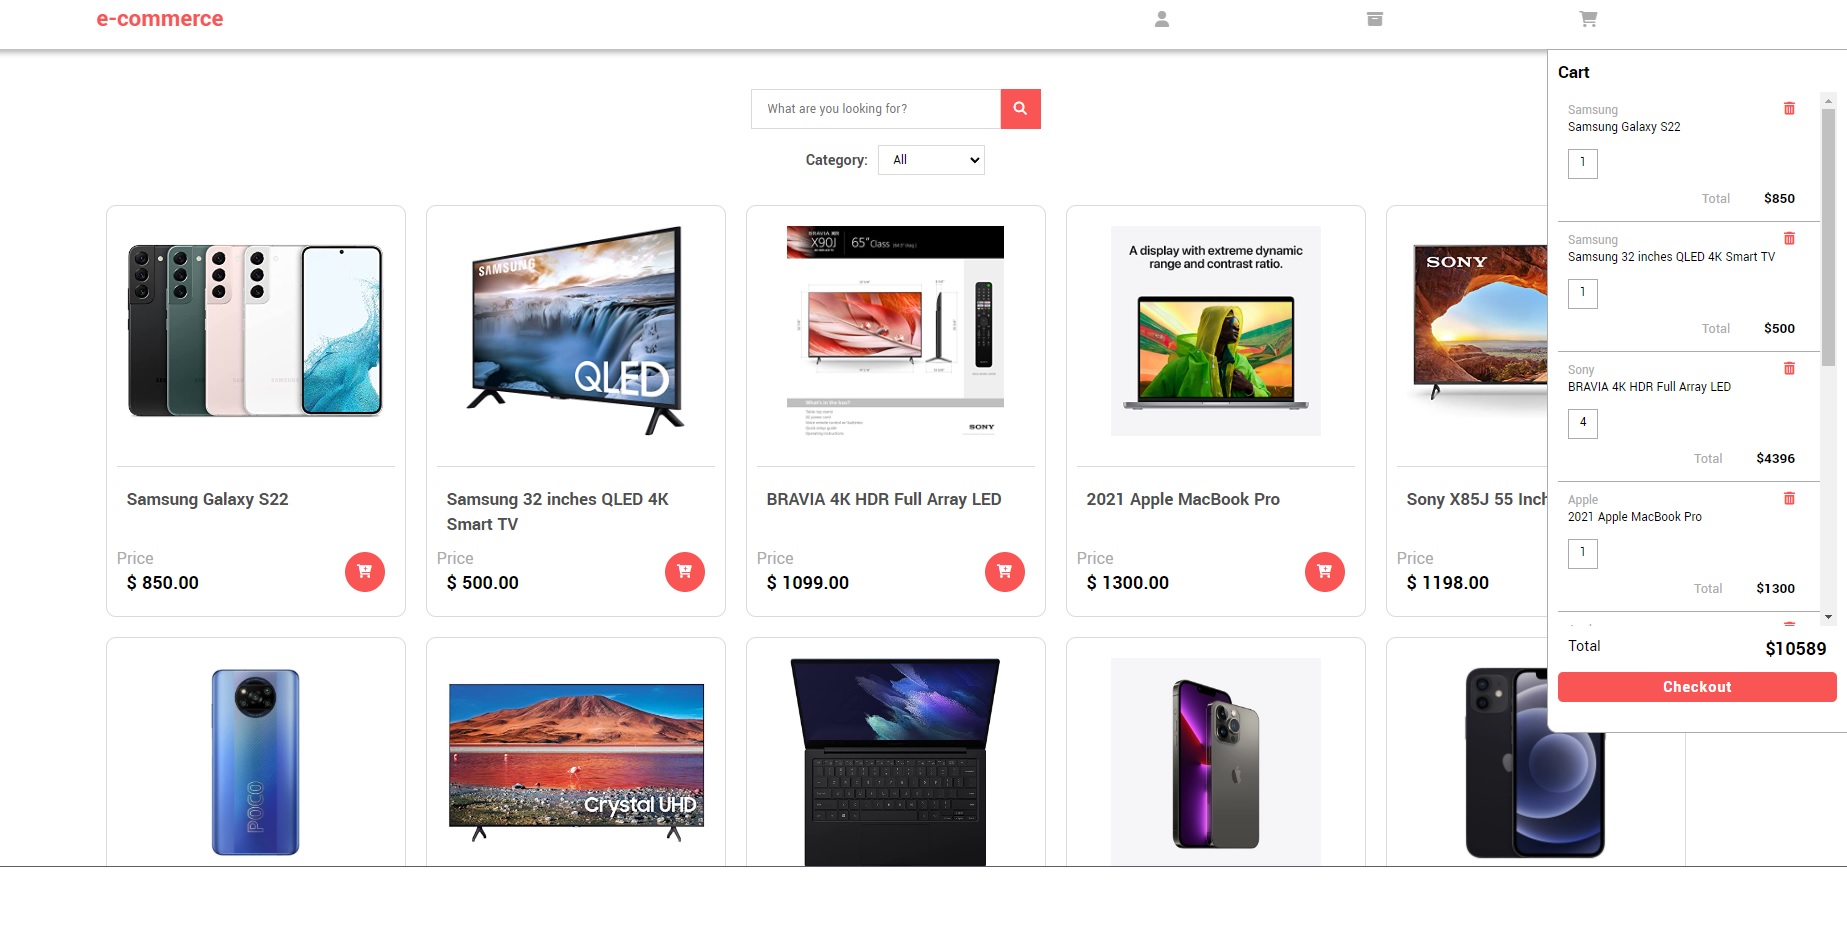 e-commerce
What are you looking for?
Category: All
Cart
Samsung
Samsung Galaxy S22
1
Total $850
Samsung
Samsung 32 inches QLED 4K Smart TV
1
Total $500
Sony
BRAVIA 4K HDR Full Array LED
4
Total $4396
Apple
2021 Apple MacBook Pro
1
Total $1300
Total $10589
Checkout
SAMSUNG
QLED
BRAVIA XR
X90J 65" Class
What's in the box?
SONY
A display with extreme dynamic
range and contrast ratio.
SONY
Samsung Galaxy S22
Price
$ 850.00
Samsung 32 inches QLED 4K
Smart TV
Price
$ 500.00
BRAVIA 4K HDR Full Array LED
Price
$ 1099.00
2021 Apple MacBook Pro
Price
$ 1300.00
Sony X85J 55 Inch
Price
$ 1198.00
POCO
Crystal UHD